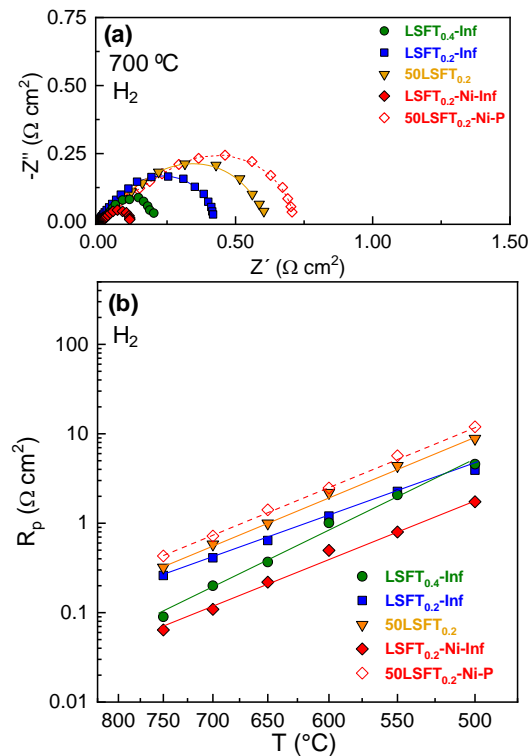 (a)
700 ºC
H₂
LSFT₀.₄-Inf
LSFT₀.₂-Inf
50LSFT₀.₂
LSFT₀.₂-Ni-Inf
50LSFT₀.₂-Ni-P
0.75
0.50
0.25
0.00
-Z'' (Ω cm²)
0.00
0.50
1.00
1.50
Z´ (Ω cm²)
(b)
H₂
100
10
1
0.1
0.01
Rₚ (Ω cm²)
LSFT₀.₄-Inf
LSFT₀.₂-Inf
50LSFT₀.₂
LSFT₀.₂-Ni-Inf
50LSFT₀.₂-Ni-P
800
750
700
650
600
550
500
T (°C)